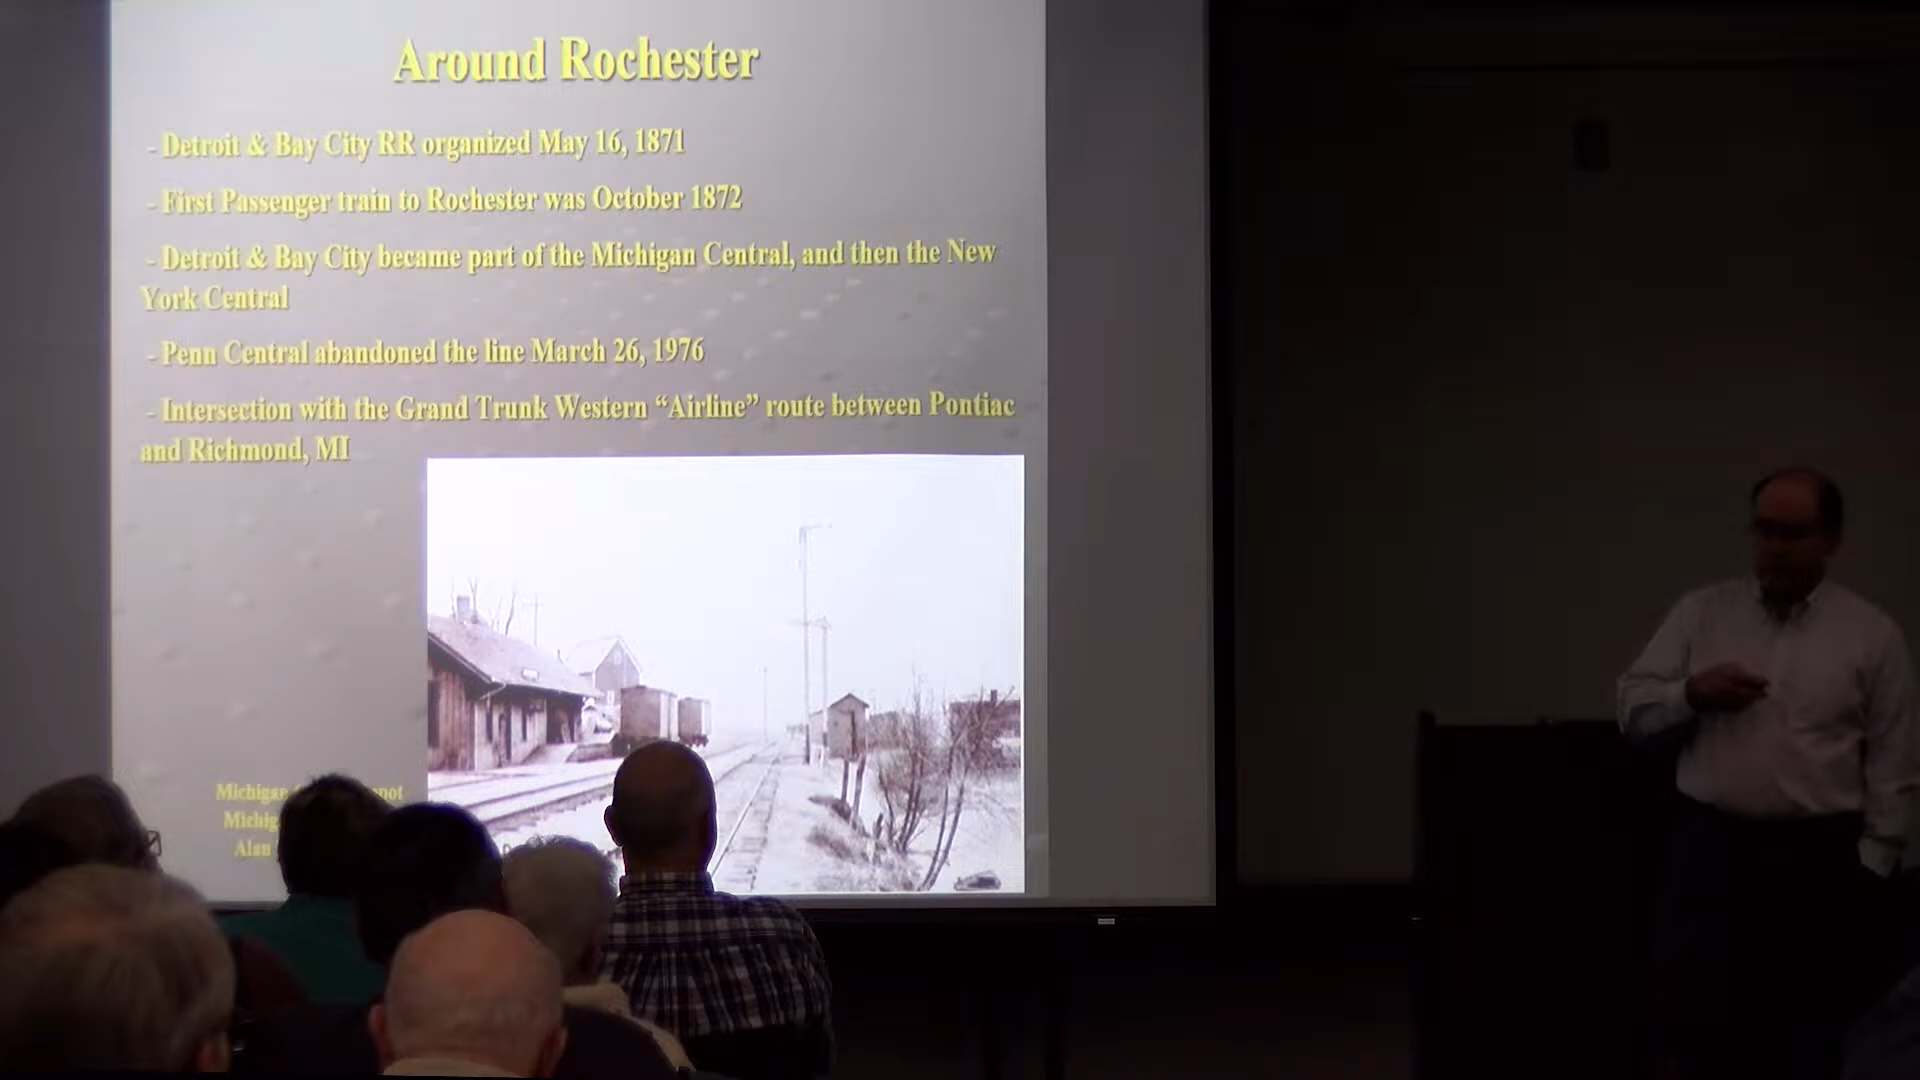 Around Rochester
- Detroit & Bay City RR organized May 16, 1871
- First Passenger train to Rochester was October 1872
- Detroit & Bay City became part of the Michigan Central, and then the New
York Central
- Penn Central abandoned the line March 26, 1976
- Intersection with the Grand Trunk Western “Airline” route between Pontiac
and Richmond, MI
Michigan
Alan